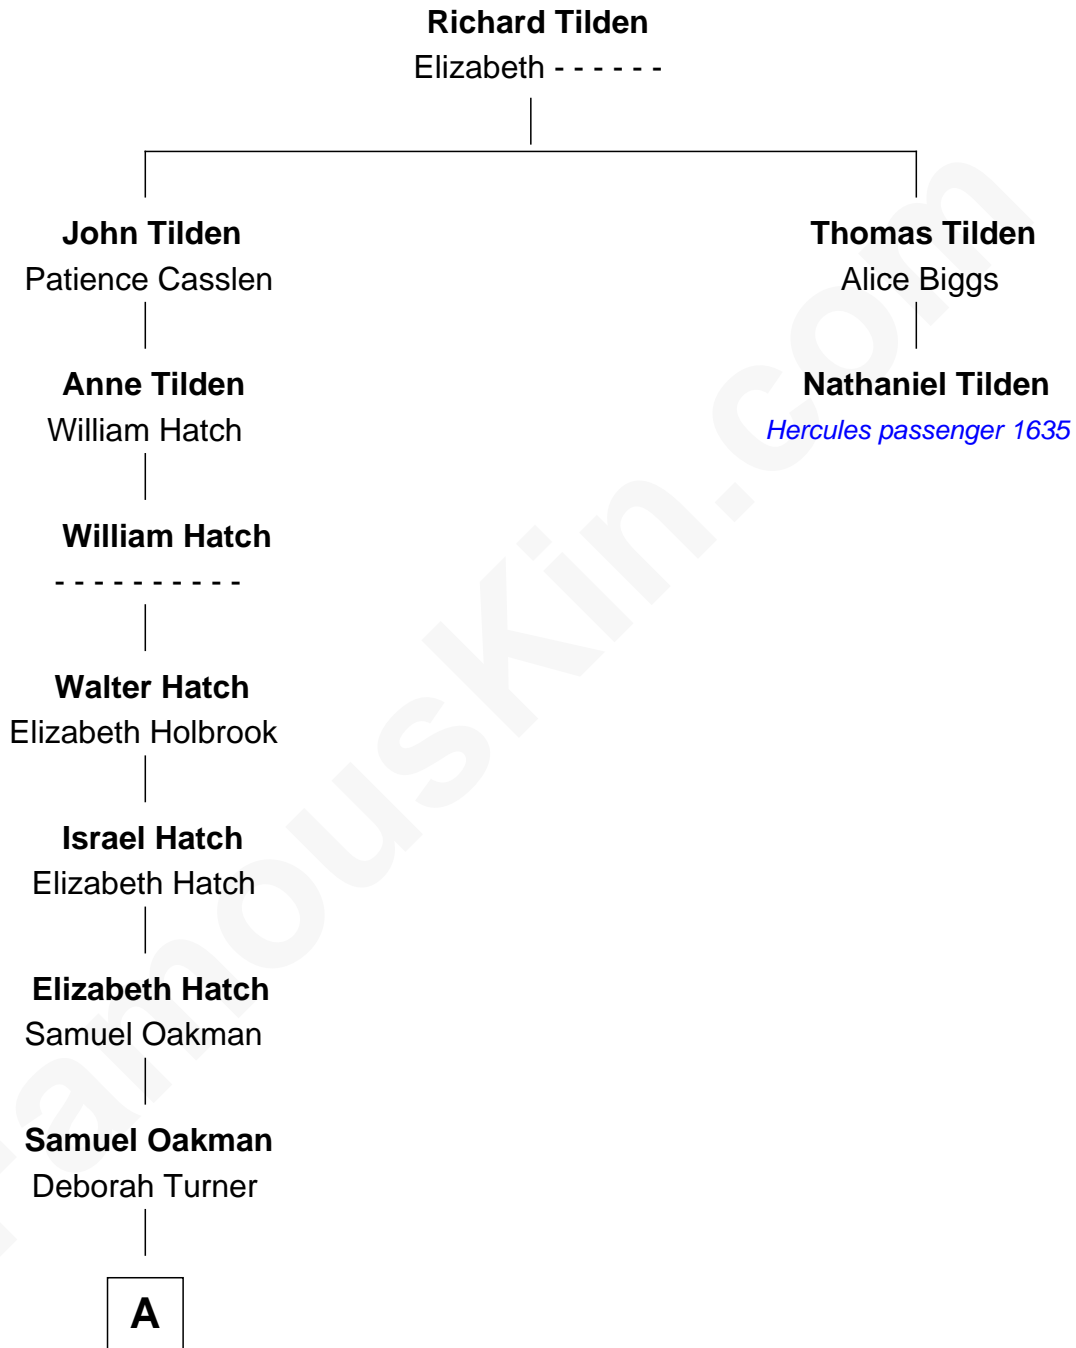 Richard Tilden
Elizabeth - - - - - -
John Tilden
Patience Casslen
Thomas Tilden
Alice Biggs
Anne Tilden
William Hatch
Nathaniel Tilden
Hercules passenger 1635
William Hatch
- - - - - - - - - -
Walter Hatch
Elizabeth Holbrook
Israel Hatch
Elizabeth Hatch
Elizabeth Hatch
Samuel Oakman
Samuel Oakman
Deborah Turner
A
FamousKin.com